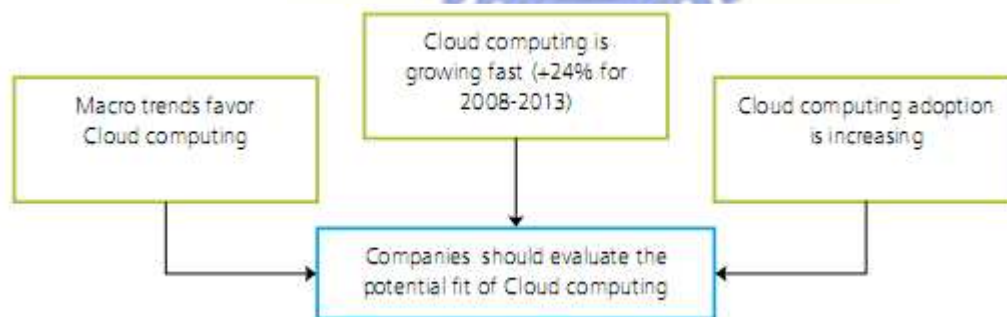 Cloud computing is
growing fast (+24% for
2008-2013)
Macro trends favor
Cloud computing
Cloud computing adoption
is increasing
Companies should evaluate the
potential fit of Cloud computing